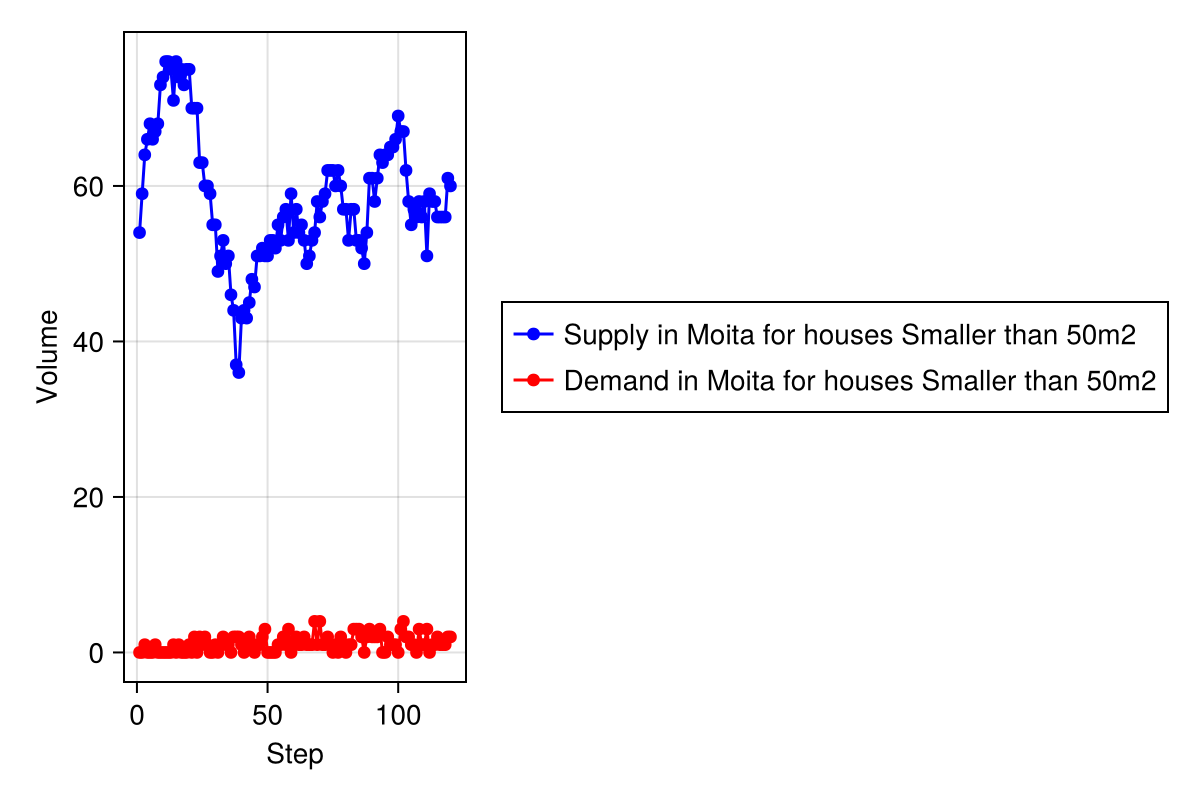 Volume
60
40
20
0
0 50 100
Step
Supply in Moita for houses Smaller than 50m2
Demand in Moita for houses Smaller than 50m2